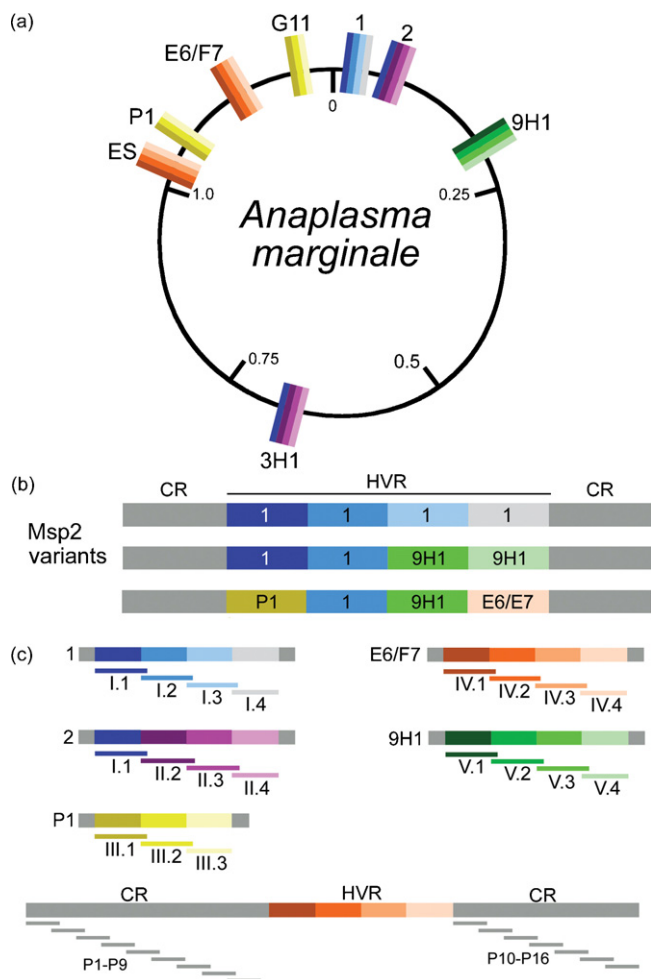 (a)
G11
1
2
E6/F7
P1
ES
9H1
0
1.0
0.25
Anaplasma
marginale
0.75
0.5
3H1
(b)
CR
HVR
CR
Msp2
variants
1 1 1 1
1 1 9H1 9H1
P1 1 9H1 E6/E7
(c)
1
I.1
I.2
I.3
I.4
E6/F7
IV.1
IV.2
IV.3
IV.4
2
I.1
II.2
II.3
II.4
9H1
V.1
V.2
V.3
V.4
P1
III.1
III.2
III.3
CR
HVR
CR
P1-P9
P10-P16